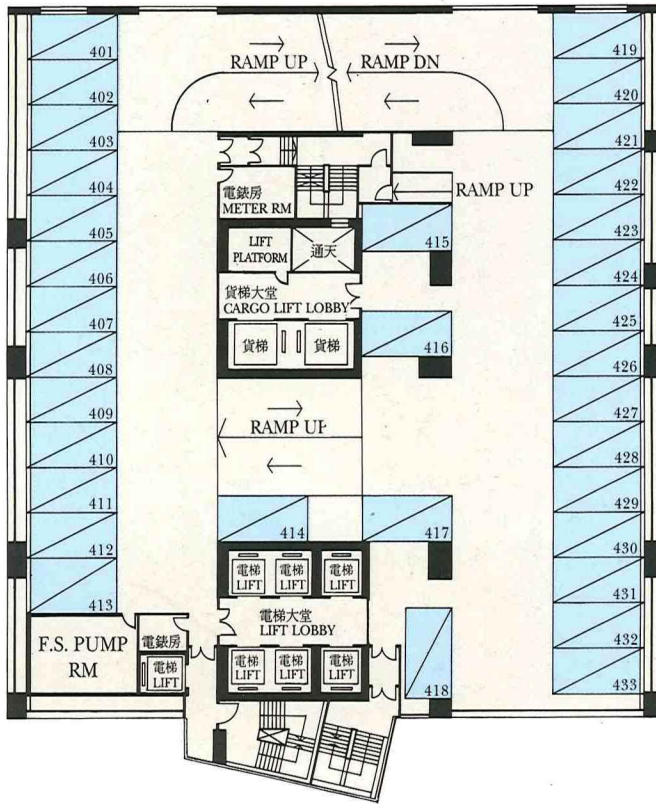 401
402
403
404
405
406
407
408
409
410
411
412
413
RAMP UP
RAMP DN
電錶房
METER RM
RAMP UP
LIFT
PLATFORM
通天
貨梯大堂
CARGO LIFT LOBBY
貨梯
貨梯
415
416
RAMP UP
414
417
電梯
LIFT
電梯
LIFT
電梯
LIFT
電梯大堂
LIFT LOBBY
電梯
LIFT
電梯
LIFT
電梯
LIFT
418
F.S. PUMP
RM
電錶房
電梯
LIFT
419
420
421
422
423
424
425
426
427
428
429
430
431
432
433